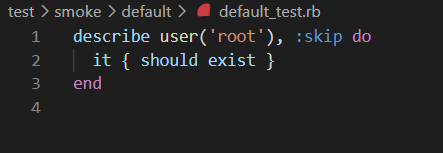 test > smoke > default > default_test.rb
1 describe user('root'), :skip do
2   it { should exist }
3 end
4